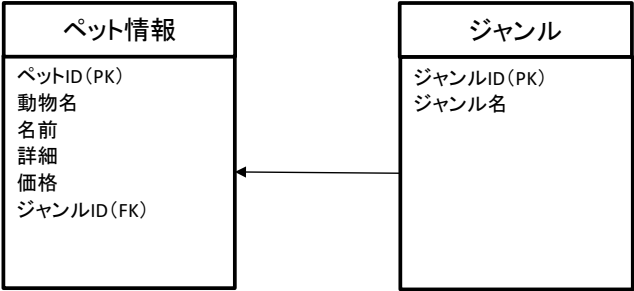 ペット情報
ペットID(PK)
動物名
名前
詳細
価格
ジャンルID(FK)
ジャンル
ジャンルID(PK)
ジャンル名